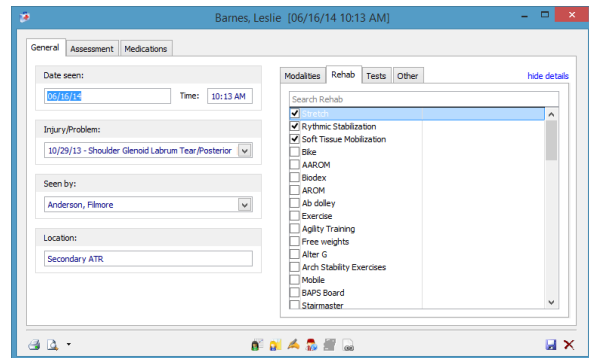 Barnes, Leslie [06/16/14 10:13 AM]
General Assessment Medications
Date seen:
06/16/14 Time: 10:13 AM
Injury/Problem:
10/29/13 - Shoulder Glenoid Labrum Tear/Posterior
Seen by:
Anderson, Filmore
Location:
Secondary ATR
Modalities Rehab Tests Other hide details
Search Rehab
Stretch
Rythmic Stabilization
Soft Tissue Mobilization
Bike
AAROM
Biodex
AROM
Ab dolley
Exercise
Agility Training
Free weights
Alter G
Arch Stability Exercises
Mobile
BAPS Board
Stairmaster